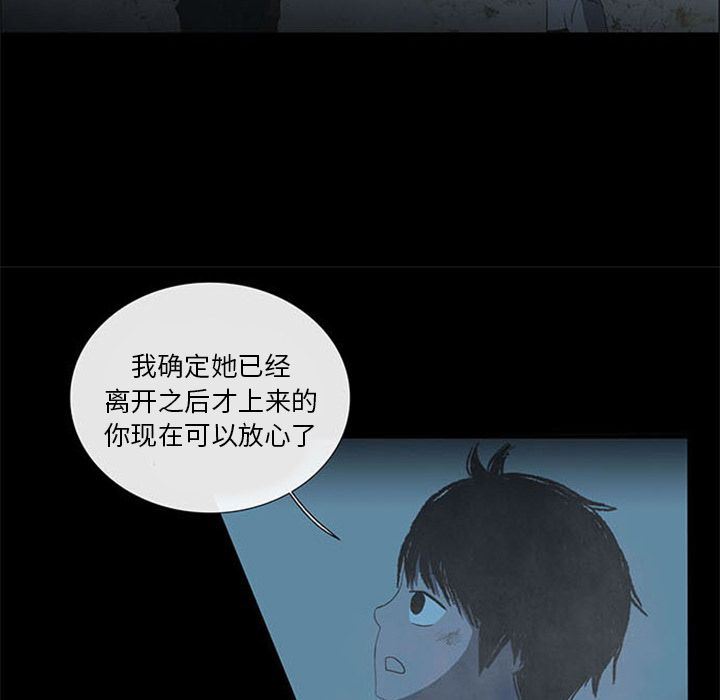 我确定她已经
离开之后才上来的
你现在可以放心了